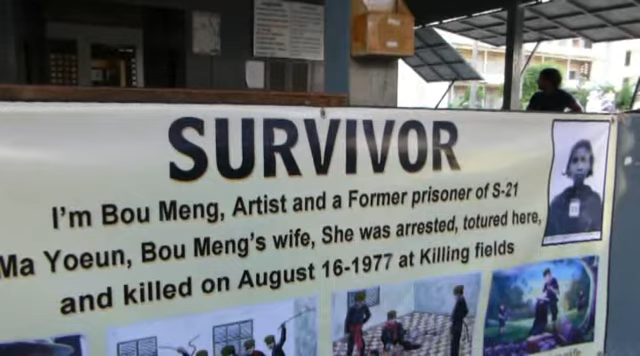 SURVIVOR
I'm Bou Meng, Artist and a Former prisoner of S-21
Ma Yoeun, Bou Meng's wife, She was arrested, totured here,
and killed on August 16-1977 at Killing fields